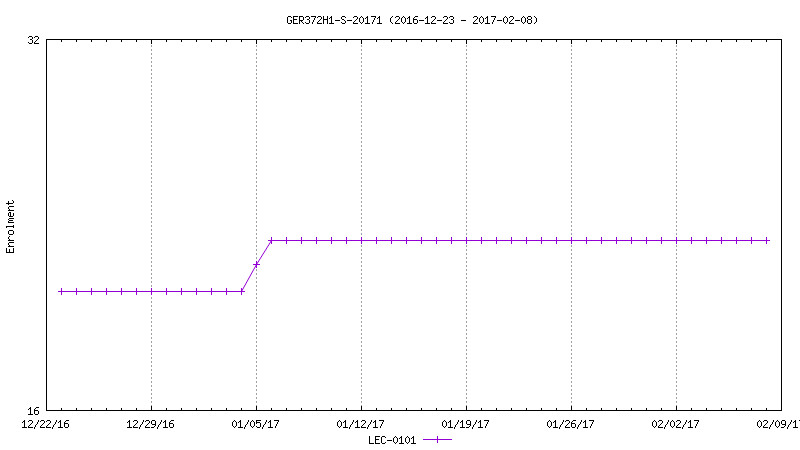 GER372H1-S-20171 (2016-12-23 - 2017-02-08)
32
Enrolment
16
12/22/16 12/29/16 01/05/17 01/12/17 01/19/17 01/26/17 02/02/17 02/09/1
LEC-0101